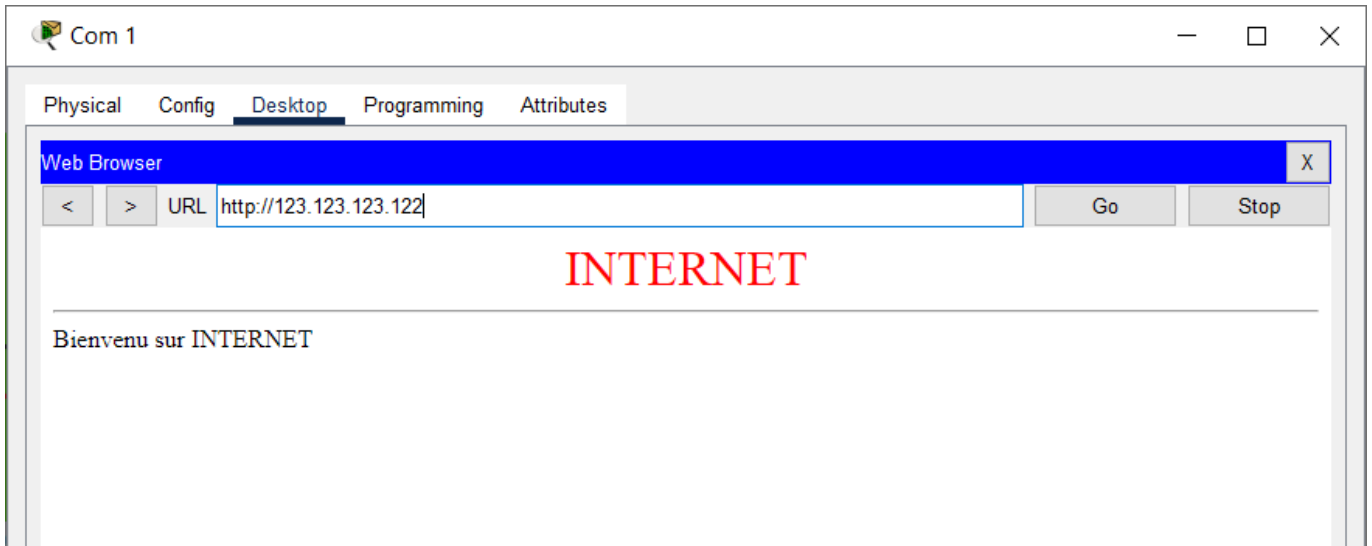 Com 1
Physical Config Desktop Programming Attributes
Web Browser X
< > URL http://123.123.123.122 Go Stop
INTERNET
Bienvenu sur INTERNET